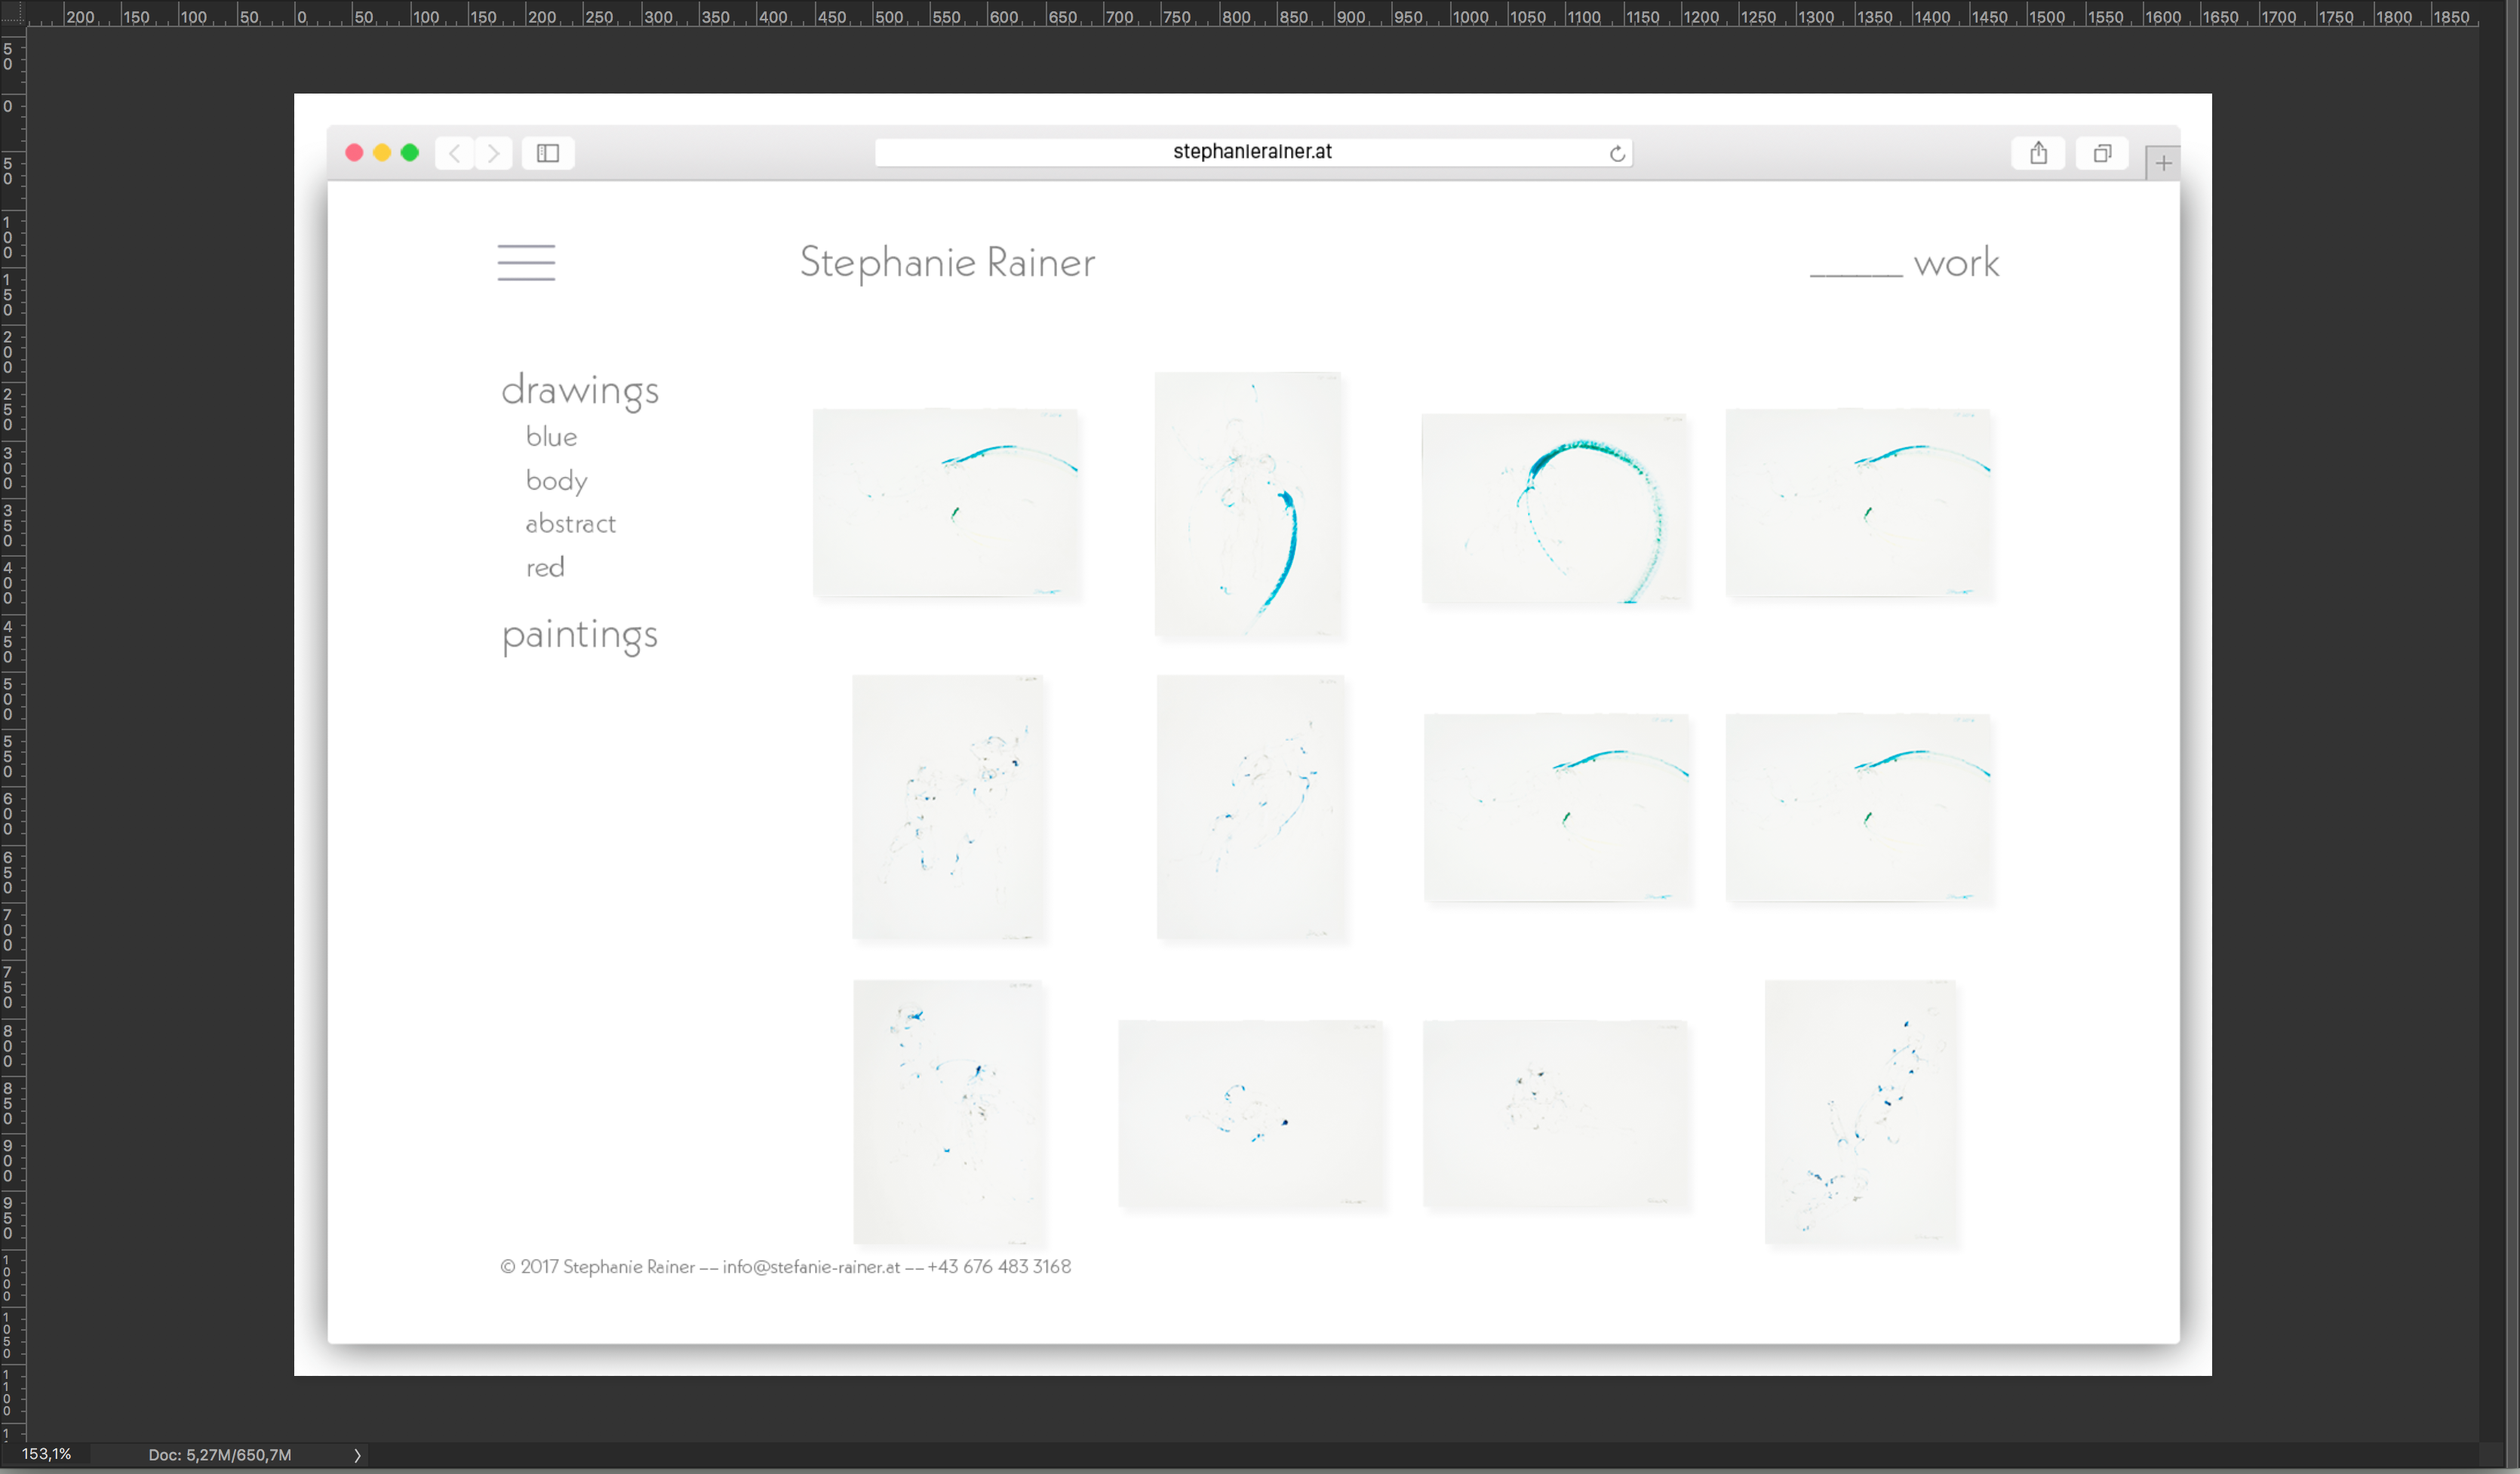 200 150 100 50 0 50 100 150 200 250 300 350 400 450 500 550 600 650 700 750 800 850 900 950 1000 1050 1100 1150 1200 1250 1300 1350 1400 1450 1500 1550 1600 1650 1700 1750 1800 1850
50
0
50
100
150
200
250
300
350
400
450
500
550
600
650
700
750
800
850
900
950
1000
1050
1100
stephanierainer.at
Stephanie Rainer
______ work
drawings
blue
body
abstract
red
paintings
© 2017 Stephanie Rainer -- info@stefanie-rainer.at -- +43 676 483 3168
153,1% Doc: 5,27M/650,7M